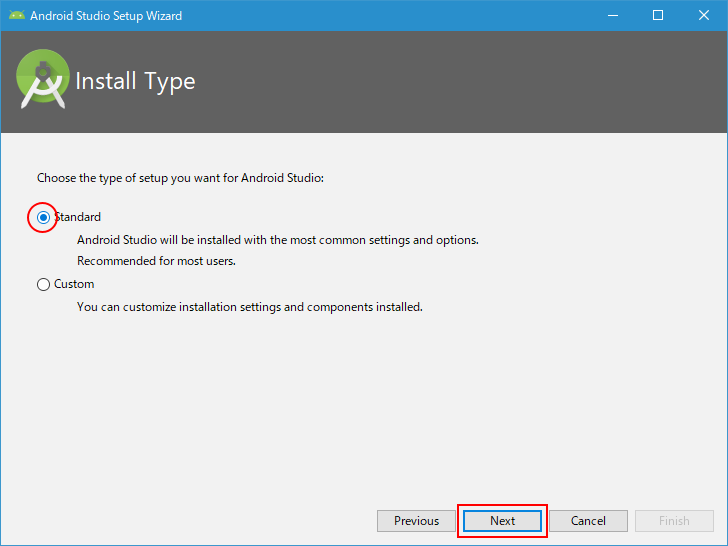 Android Studio Setup Wizard
Install Type
Choose the type of setup you want for Android Studio:
Standard
Android Studio will be installed with the most common settings and options.
Recommended for most users.
Custom
You can customize installation settings and components installed.
Previous Next Cancel Finish